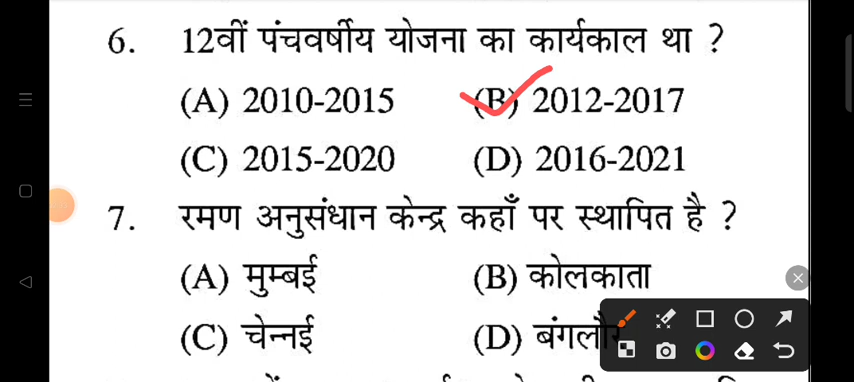 6. 12वीं पंचवर्षीय योजना का कार्यकाल था ?
(A) 2010-2015 (B) 2012-2017
(C) 2015-2020 (D) 2016-2021
7. रमण अनुसंधान केन्द्र कहाँ पर स्थापित है ?
(A) मुम्बई (B) कोलकाता
(C) चेन्नई (D) बंगलौर